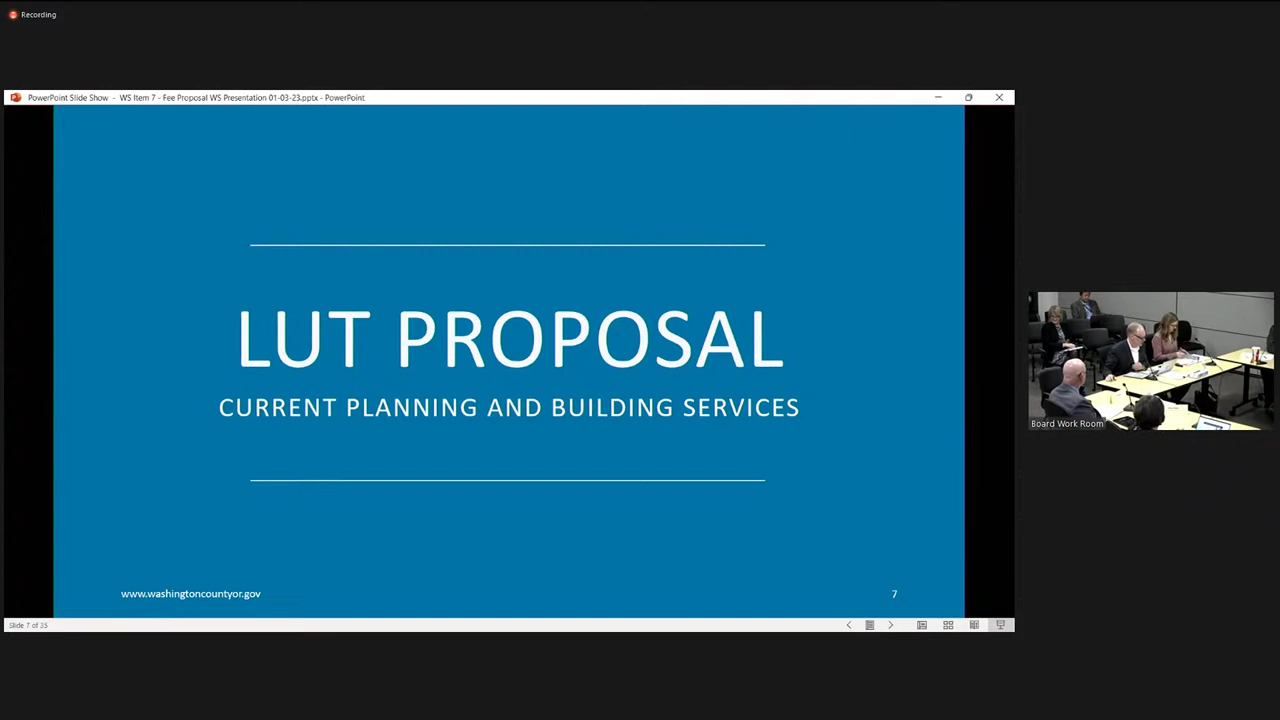 Recording
PowerPoint Slide Show - WS Item 7 - Fee Proposal WS Presentation 01-03-23.pptx - PowerPoint
LUT PROPOSAL
CURRENT PLANNING AND BUILDING SERVICES
www.washingtoncountyor.gov
7
Slide 7 of 35
Board Work Room